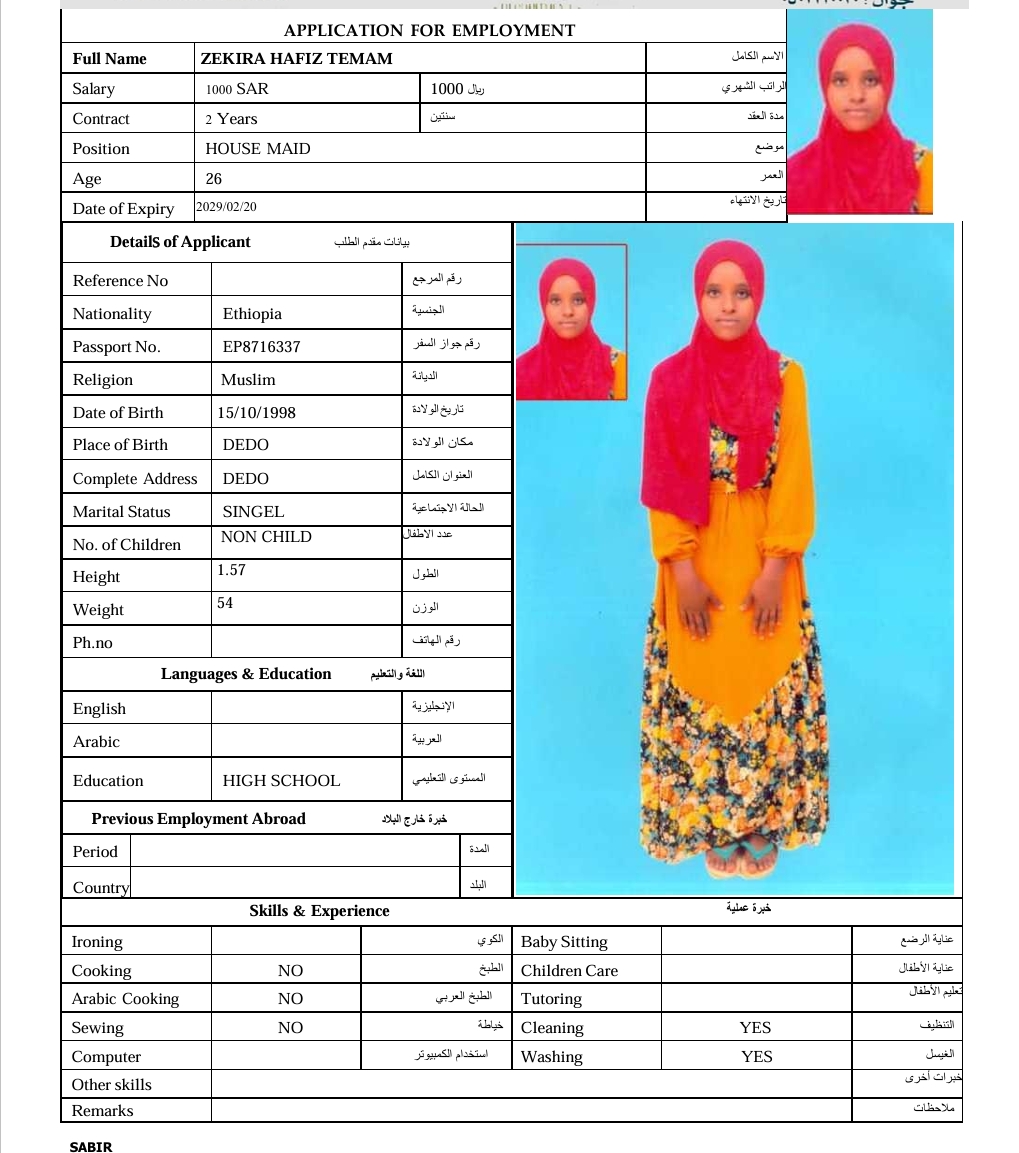 APPLICATION FOR EMPLOYMENT
Full Name ZEKIRA HAFIZ TEMAM الاسم الكامل
Salary 1000 SAR 1000 ريال الراتب الشهري
Contract 2 Years سنتين مدة العقد
Position HOUSE MAID موضع
Age 26 العمر
Date of Expiry 2029/02/20 تاريخ الانتهاء
Details of Applicant بيانات مقدم الطلب
Reference No رقم المرجع
Nationality Ethiopia الجنسية
Passport No. EP8716337 رقم جواز السفر
Religion Muslim الديانة
Date of Birth 15/10/1998 تاريخ الولادة
Place of Birth DEDO مكان الولادة
Complete Address DEDO العنوان الكامل
Marital Status SINGEL الحالة الاجتماعية
No. of Children NON CHILD عدد الاطفال
Height 1.57 الطول
Weight 54 الوزن
Ph.no رقم الهاتف
Languages & Education اللغة والتعليم
English الإنجليزية
Arabic العربية
Education HIGH SCHOOL المستوى التعليمي
Previous Employment Abroad خبرة خارج البلاد
Period المدة
Country البلد
Skills & Experience خبرة عملية
Ironing الكوي Baby Sitting عناية الرضع
Cooking NO الطبخ Children Care عناية الأطفال
Arabic Cooking NO الطبخ العربي Tutoring تعليم الأطفال
Sewing NO خياطة Cleaning YES التنظيف
Computer استخدام الكمبيوتر Washing YES الغيسل
Other skills خبرات أخرى
Remarks ملاحظات
SABIR